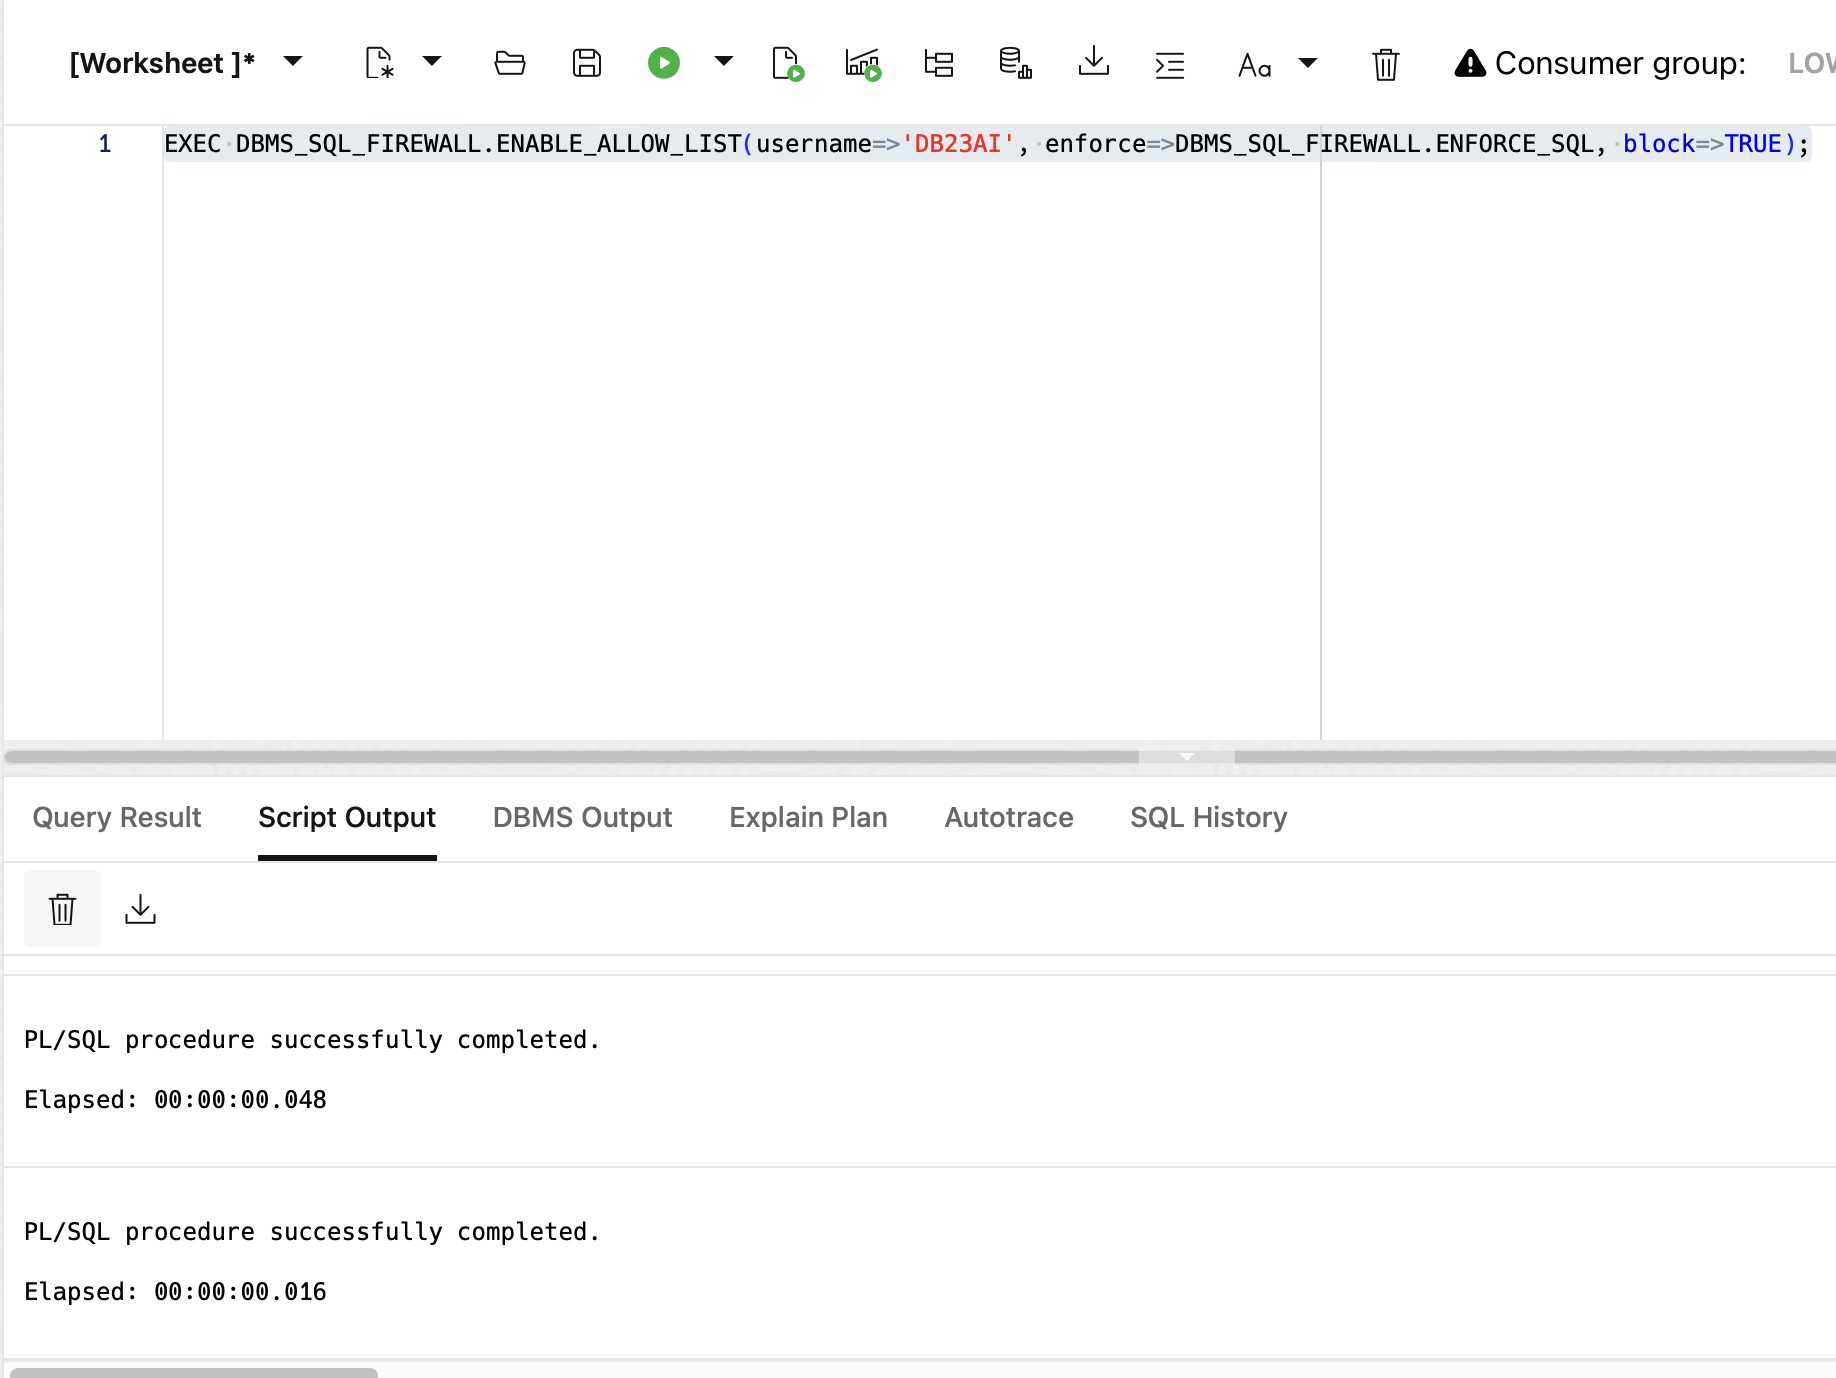 [Worksheet ]*
Aa
Consumer group:
1
EXEC DBMS_SQL_FIREWALL.ENABLE_ALLOW_LIST(username=>'DB23AI', enforce=>DBMS_SQL_FIREWALL.ENFORCE_SQL, block=>TRUE);
Query Result
Script Output
DBMS Output
Explain Plan
Autotrace
SQL History
PL/SQL procedure successfully completed.
Elapsed: 00:00:00.048
PL/SQL procedure successfully completed.
Elapsed: 00:00:00.016